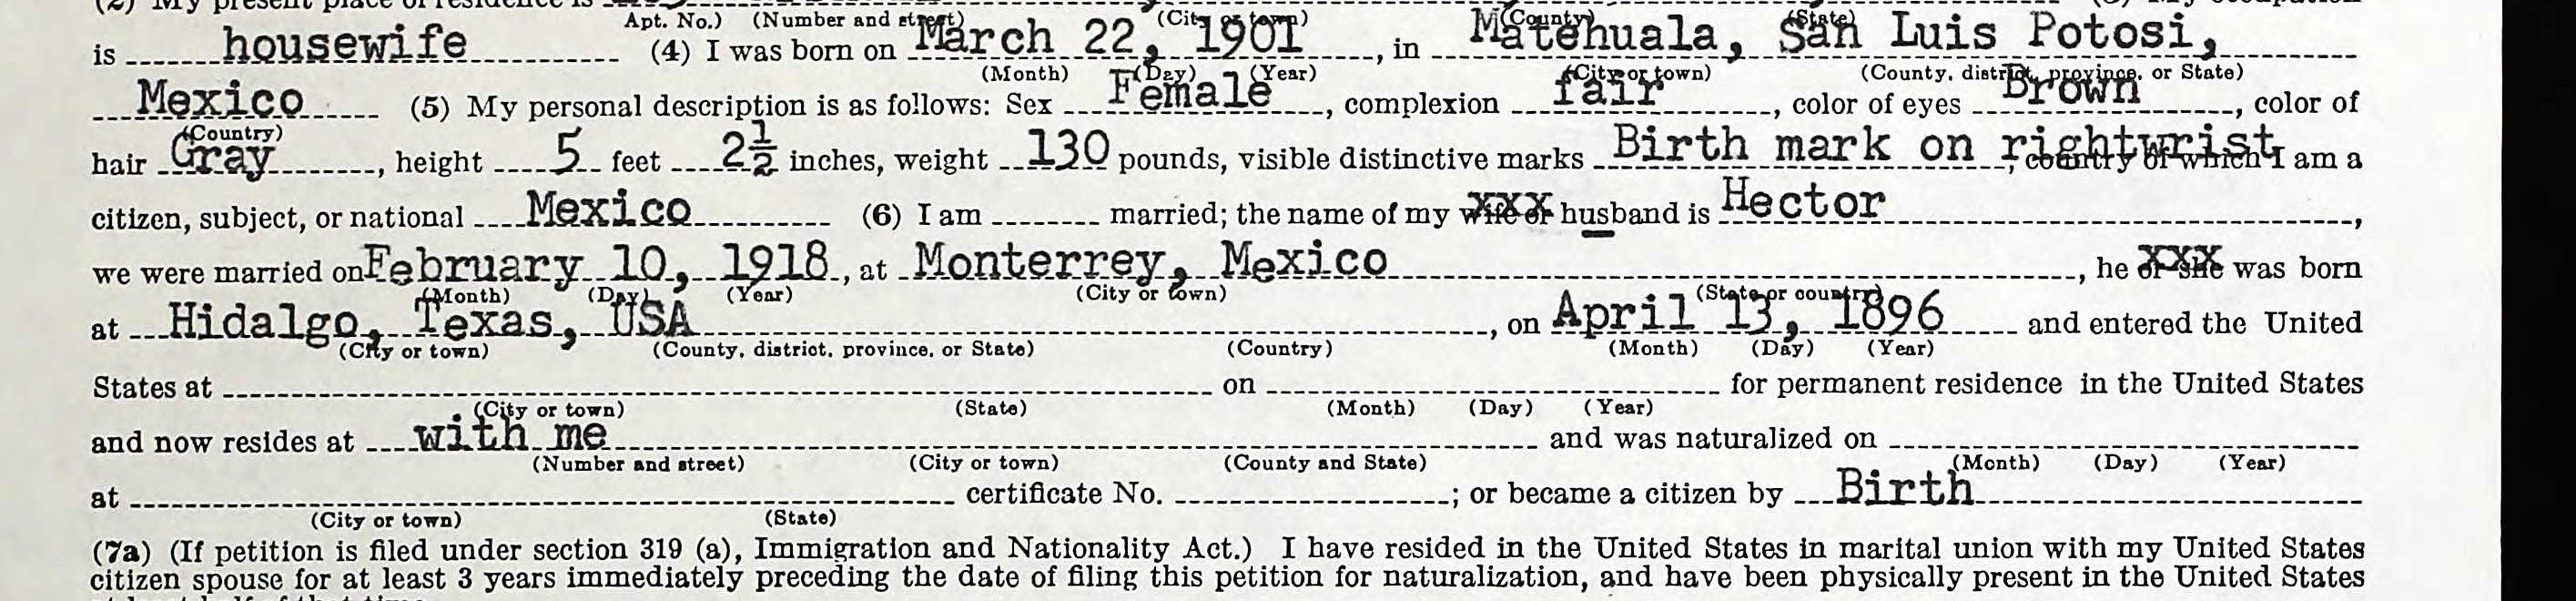 (2) My present place of residence is
Apt. No.) (Number and street) (City or town) (County) (State)
is housewife (4) I was born on March 22, 1901, in Matehuala, San Luis Potosi,
(Month) (Day) (Year) (City or town) (County, district, province, or State)
Mexico (5) My personal description is as follows: Sex Female, complexion fair, color of eyes Brown, color of
(Country)
hair Gray, height 5 feet 2½ inches, weight 130 pounds, visible distinctive marks Birth mark on right wrist, country of which I am a
citizen, subject, or national Mexico (6) I am married; the name of my wife or husband is Hector,
we were married on February 10, 1918, at Monterrey, Mexico, he or she was born
(Month) (Day) (Year) (City or town) (State or country)
at Hidalgo, Texas, USA, on April 13, 1896 and entered the United
(City or town) (County, district, province, or State) (Country) (Month) (Day) (Year)
States at on for permanent residence in the United States
(City or town) (State) (Month) (Day) (Year)
and now resides at with me and was naturalized on
(Number and street) (City or town) (County and State) (Month) (Day) (Year)
at certificate No. ; or became a citizen by Birth
(City or town) (State)
(7a) (If petition is filed under section 319 (a), Immigration and Nationality Act.) I have resided in the United States in marital union with my United States
citizen spouse for at least 3 years immediately preceding the date of filing this petition for naturalization, and have been physically present in the United States